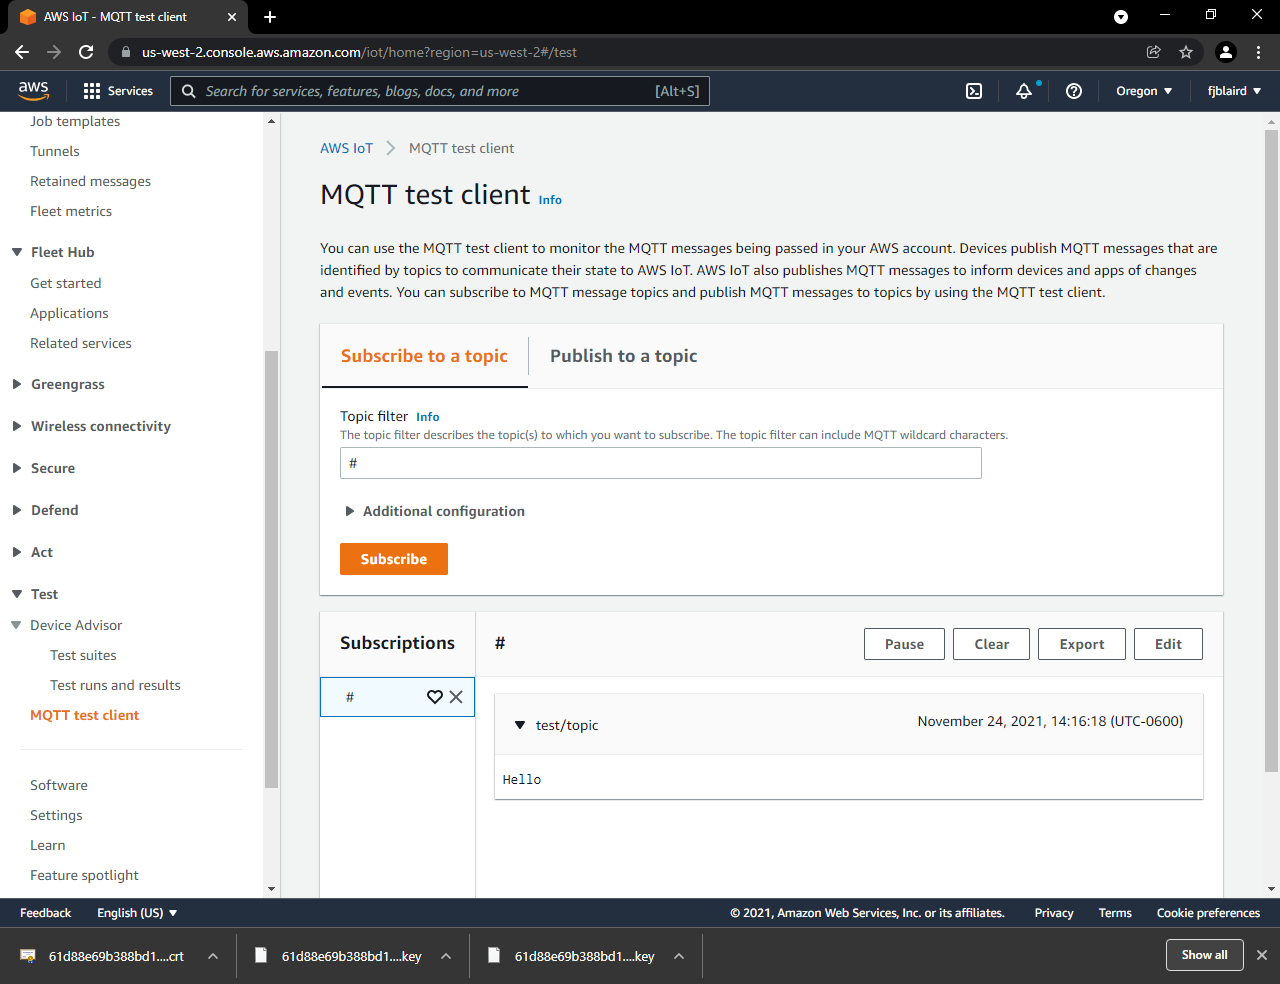 AWS IoT - MQTT test client
us-west-2.console.aws.amazon.com/iot/home?region=us-west-2#/test
aws
Services
Search for services, features, blogs, docs, and more
[Alt+S]
Oregon
fjblaird
Job templates
Tunnels
Retained messages
Fleet metrics
Fleet Hub
Get started
Applications
Related services
Greengrass
Wireless connectivity
Secure
Defend
Act
Test
Device Advisor
Test suites
Test runs and results
MQTT test client
Software
Settings
Learn
Feature spotlight
AWS IoT
MQTT test client
MQTT test client Info
You can use the MQTT test client to monitor the MQTT messages being passed in your AWS account. Devices publish MQTT messages that are
identified by topics to communicate their state to AWS IoT. AWS IoT also publishes MQTT messages to inform devices and apps of changes
and events. You can subscribe to MQTT message topics and publish MQTT messages to topics by using the MQTT test client.
Subscribe to a topic
Publish to a topic
Topic filter Info
The topic filter describes the topic(s) to which you want to subscribe. The topic filter can include MQTT wildcard characters.
#
Additional configuration
Subscribe
Subscriptions
#
#
Pause
Clear
Export
Edit
test/topic
November 24, 2021, 14:16:18 (UTC-0600)
Hello
Feedback
English (US)
© 2021, Amazon Web Services, Inc. or its affiliates.
Privacy
Terms
Cookie preferences
61d88e69b388bd1....crt
61d88e69b388bd1....key
61d88e69b388bd1....key
Show all